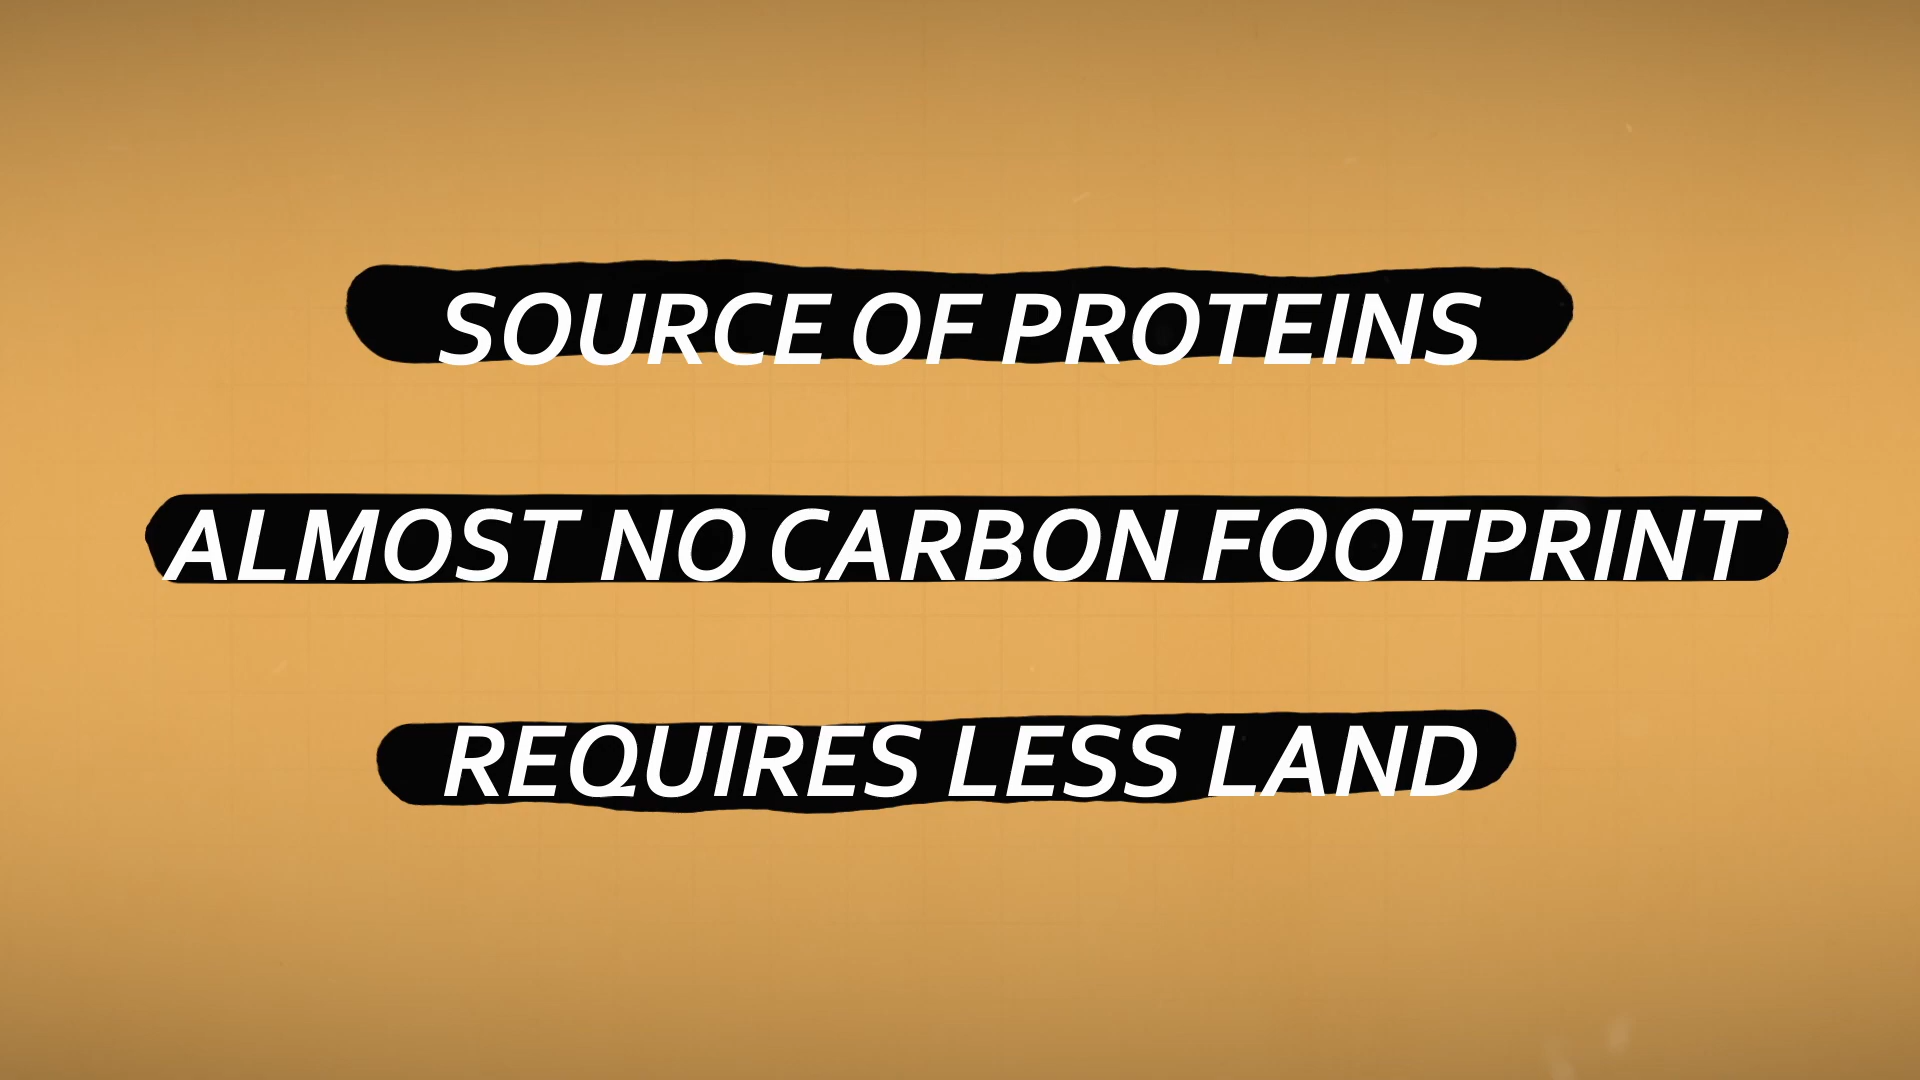 SOURCE OF PROTEINS
ALMOST NO CARBON FOOTPRINT
REQUIRES LESS LAND